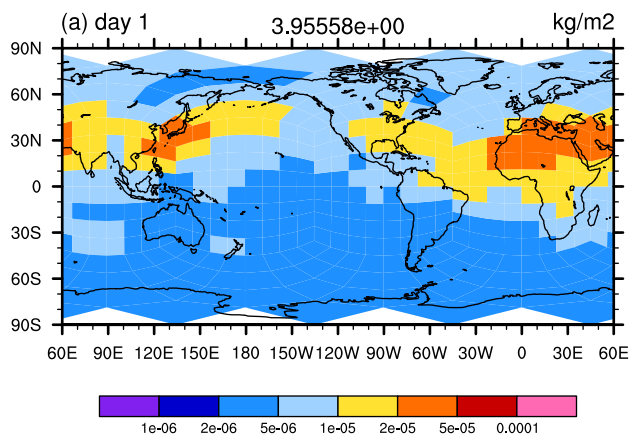 (a) day 1 3.95558e+00 kg/m2
90N
60N
30N
0
30S
60S
90S
60E 90E 120E 150E 180 150W 120W 90W 60W 30W 0 30E 60E
1e-06 2e-06 5e-06 1e-05 2e-05 5e-05 0.0001